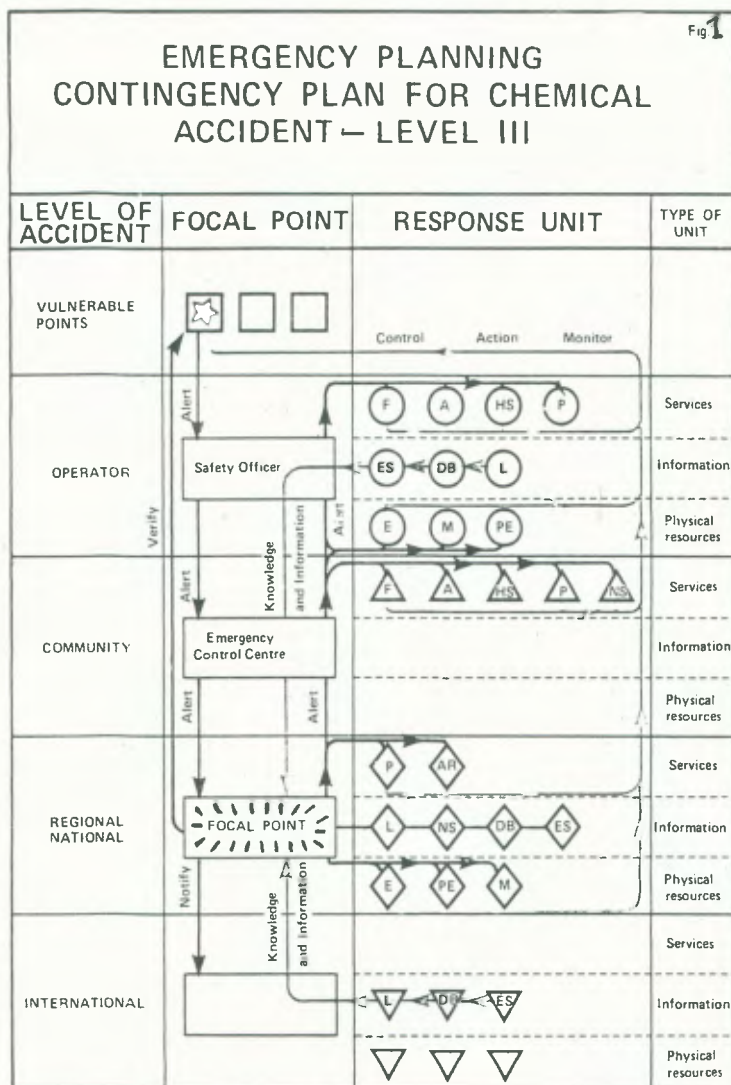 Fig. 1
EMERGENCY PLANNING
CONTINGENCY PLAN FOR CHEMICAL
ACCIDENT – LEVEL III
LEVEL OF ACCIDENT
FOCAL POINT
RESPONSE UNIT
TYPE OF UNIT
VULNERABLE POINTS
Control Action Monitor
Alert
F A HS P
Services
OPERATOR
Safety Officer
ES DB L
Information
Verify
Alert
Knowledge and Information
Alert
E M PE
Physical resources
F A HS P NS
Services
COMMUNITY
Emergency Control Centre
Information
Alert
Alert
Physical resources
P AR
Services
REGIONAL NATIONAL
FOCAL POINT
L NS DB ES
Information
Notify
Knowledge and Information
E PE M
Physical resources
Services
INTERNATIONAL
L DB ES
Information
Physical resources